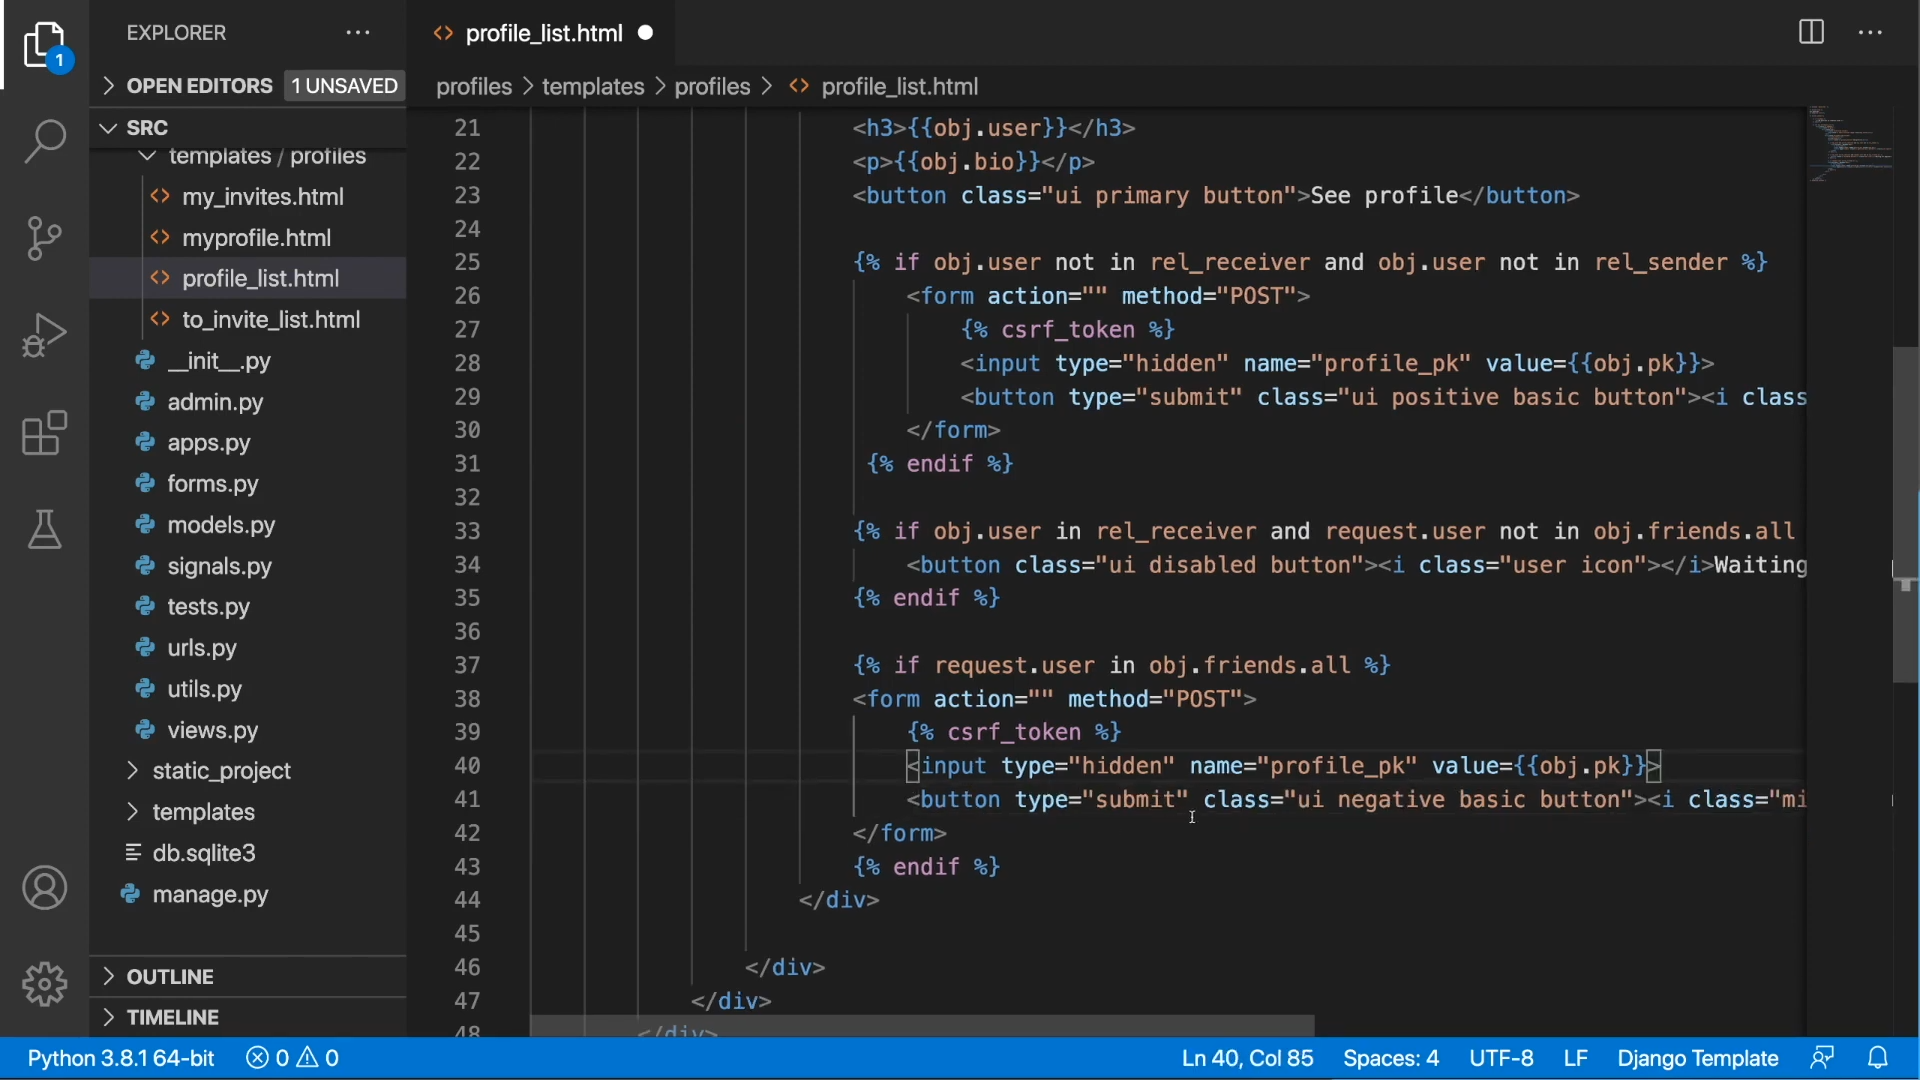 EXPLORER
1
OPEN EDITORS 1 UNSAVED
SRC
templates / profiles
my_invites.html
myprofile.html
profile_list.html
to_invite_list.html
__init__.py
admin.py
apps.py
forms.py
models.py
signals.py
tests.py
urls.py
utils.py
views.py
static_project
templates
db.sqlite3
manage.py
OUTLINE
TIMELINE
profile_list.html
profiles > templates > profiles > profile_list.html
21 <h3>{{obj.user}}</h3>
22 <p>{{obj.bio}}</p>
23 <button class="ui primary button">See profile</button>
24
25 {% if obj.user not in rel_receiver and obj.user not in rel_sender %}
26 <form action="" method="POST">
27 {% csrf_token %}
28 <input type="hidden" name="profile_pk" value={{obj.pk}}>
29 <button type="submit" class="ui positive basic button"><i class
30 </form>
31 {% endif %}
32
33 {% if obj.user in rel_receiver and request.user not in obj.friends.all
34 <button class="ui disabled button"><i class="user icon"></i>Waiting
35 {% endif %}
36
37 {% if request.user in obj.friends.all %}
38 <form action="" method="POST">
39 {% csrf_token %}
40 <input type="hidden" name="profile_pk" value={{obj.pk}}>
41 <button type="submit" class="ui negative basic button"><i class="mi
42 </form>
43 {% endif %}
44 </div>
45
46 </div>
47 </div>
48 </div>
Python 3.8.1 64-bit 0 0 Ln 40, Col 85 Spaces: 4 UTF-8 LF Django Template